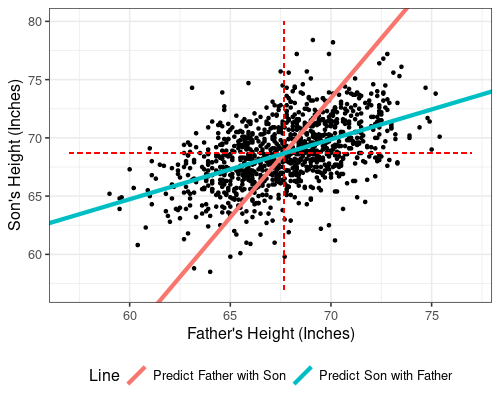 80
75
70
65
60
Son's Height (Inches)
60 65 70 75
Father's Height (Inches)
Line Predict Father with Son Predict Son with Father